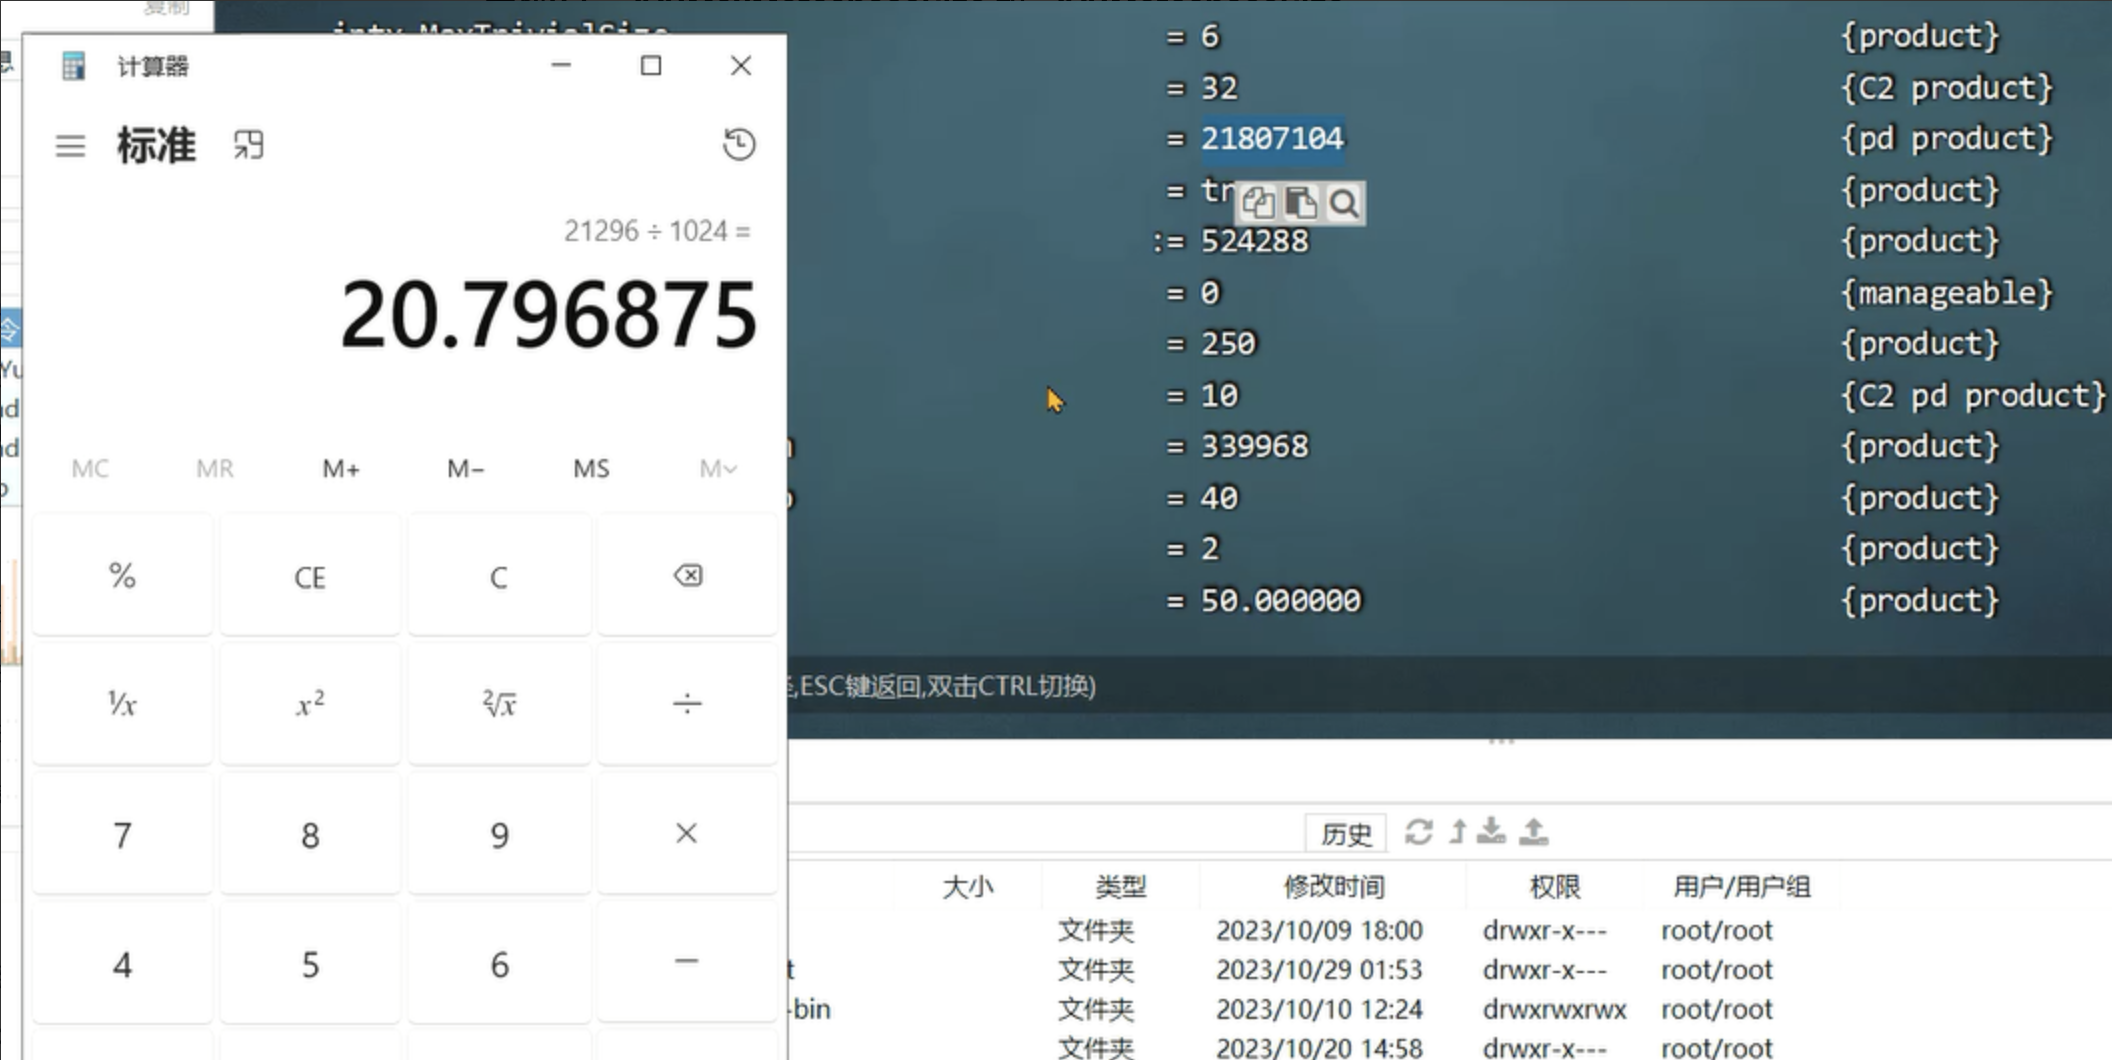 复制
计算器
标准
21296 ÷ 1024 =
20.796875
MC MR M+ M− MS M
% CE C
¹/x x² ²√x ÷
7 8 9 ×
4 5 6 −
intx MaxTrivialSize = 6 {product}
= 32 {C2 product}
= 21807104 {pd product}
= tr {product}
:= 524288 {product}
= 0 {manageable}
= 250 {product}
= 10 {C2 pd product}
= 339968 {product}
= 40 {product}
= 2 {product}
= 50.000000 {product}
,ESC键返回,双击CTRL切换)
历史
大小 类型 修改时间 权限 用户/用户组
文件夹 2023/10/09 18:00 drwxr-x--- root/root
t 文件夹 2023/10/29 01:53 drwxr-x--- root/root
-bin 文件夹 2023/10/10 12:24 drwxrwxrwx root/root
文件夹 2023/10/20 14:58 drwxr-x--- root/root